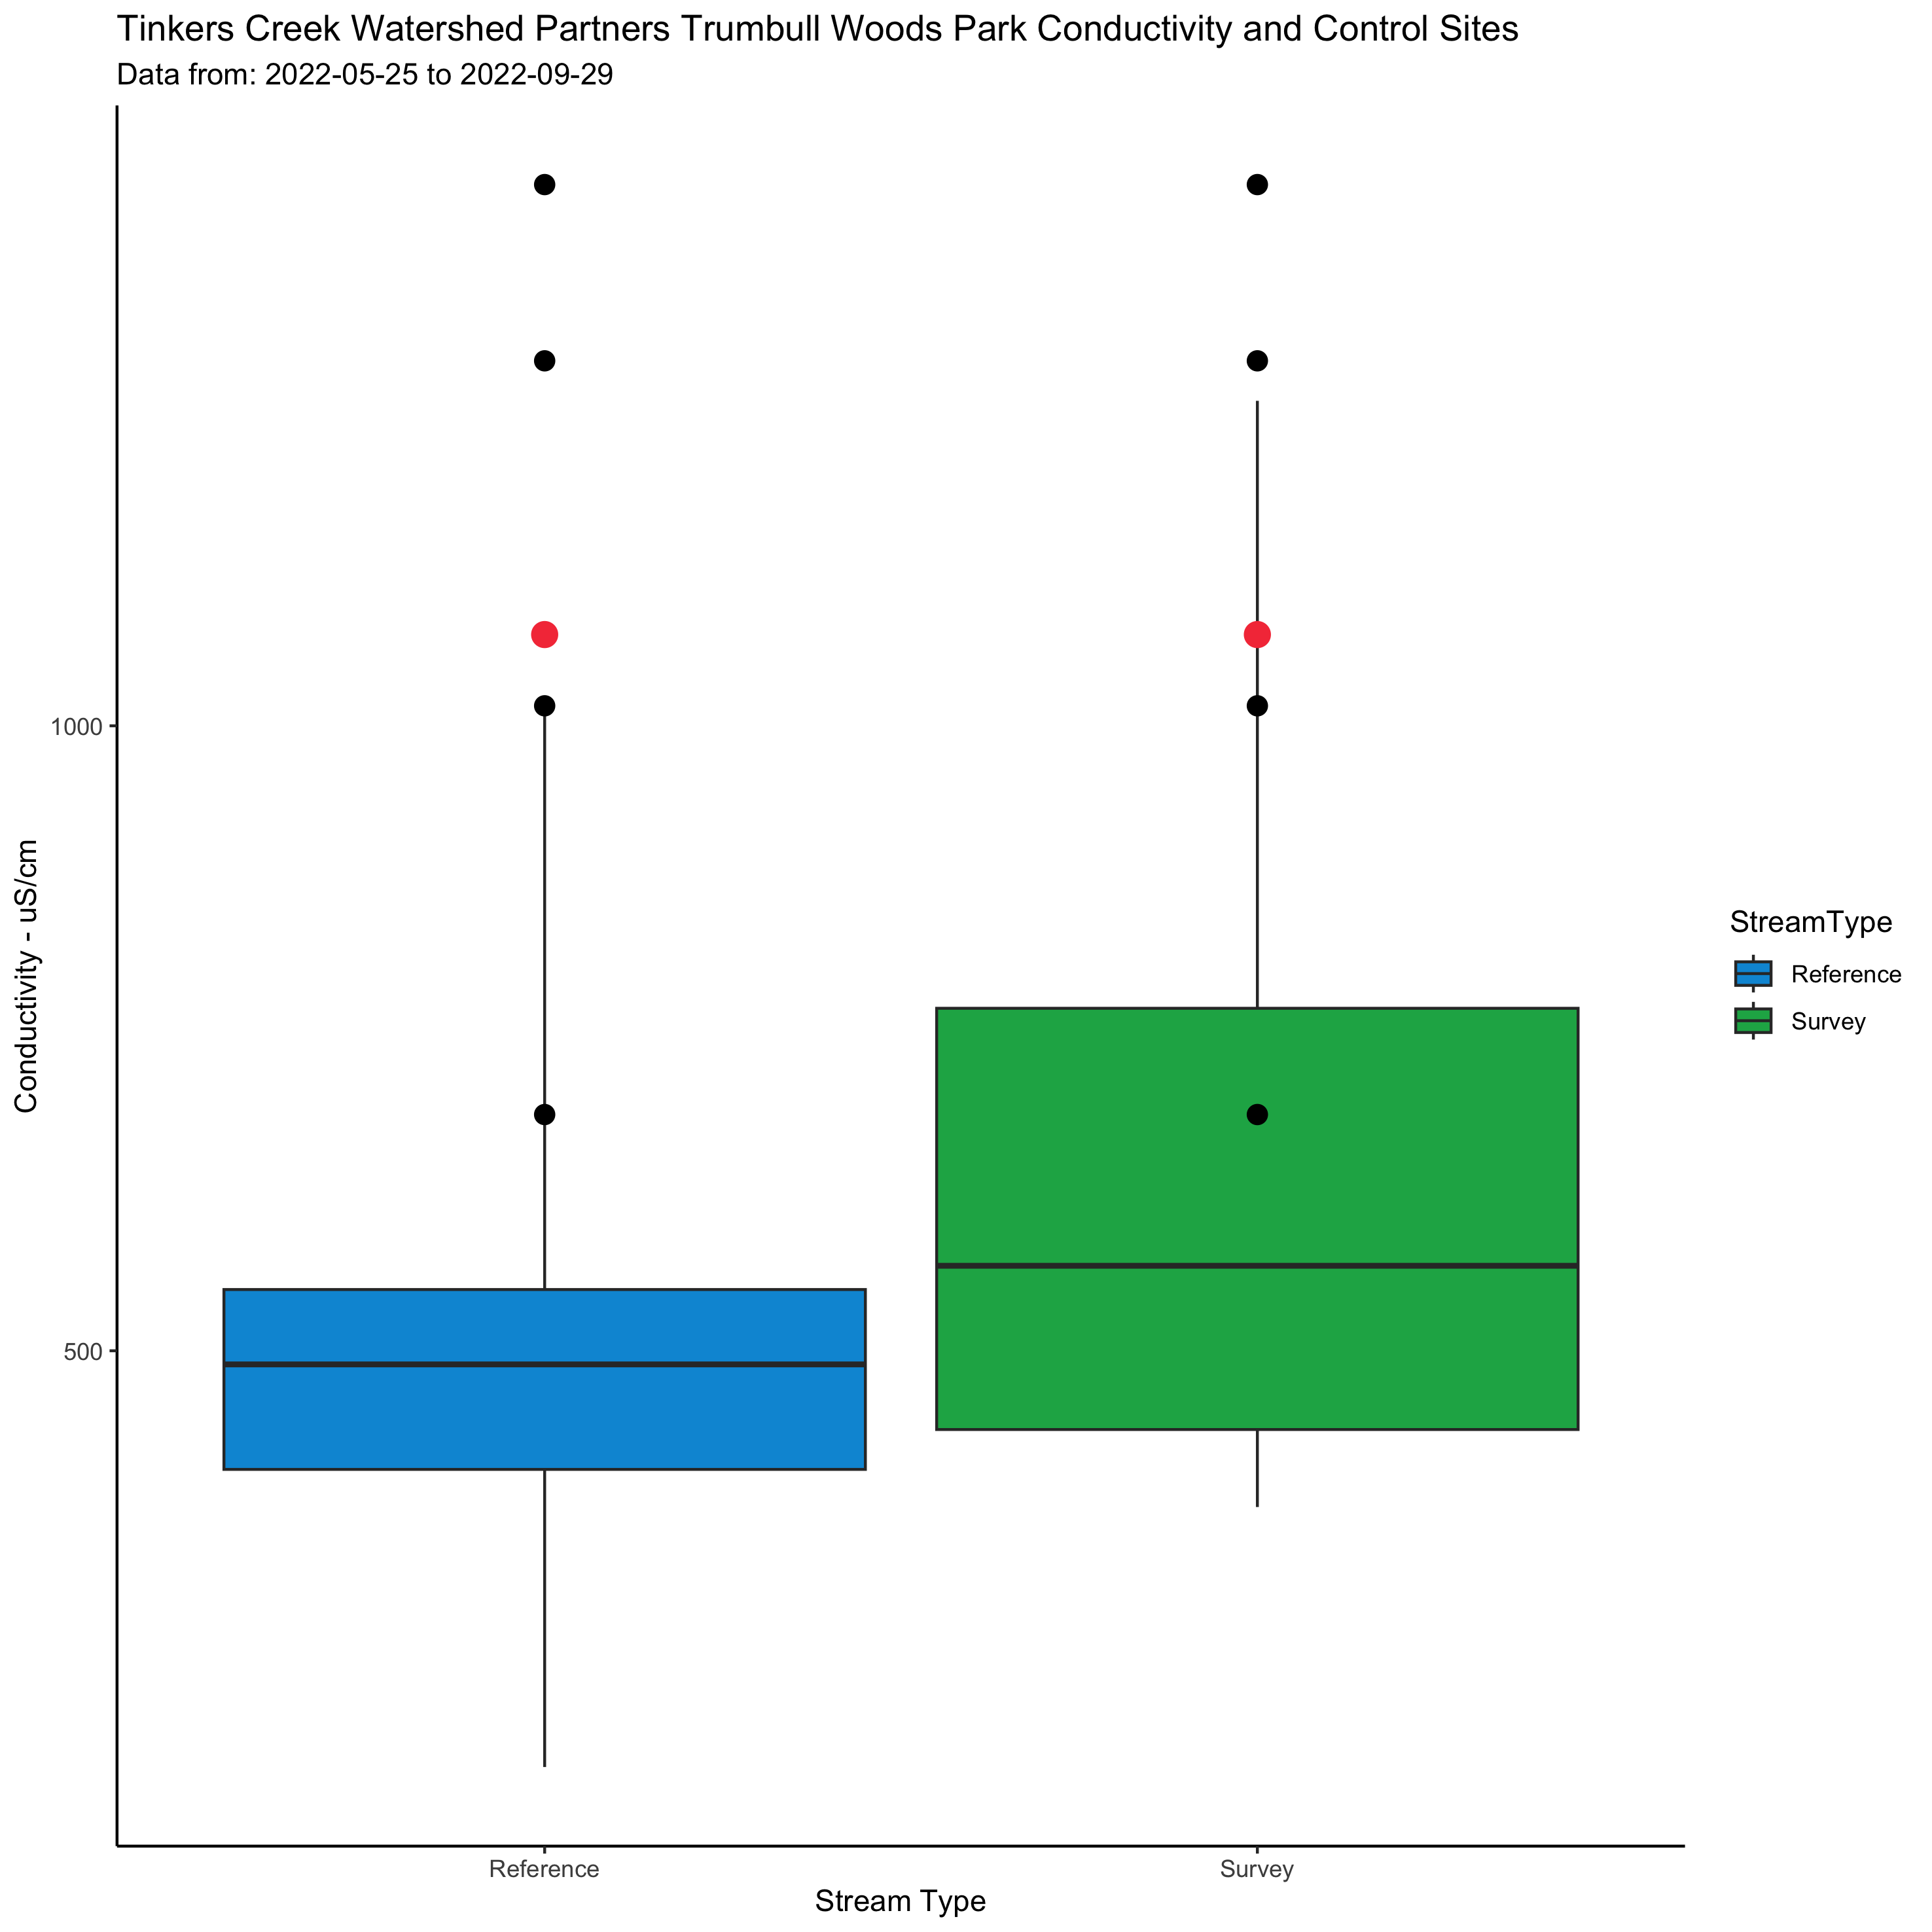 Tinkers Creek Watershed Partners Trumbull Woods Park Conductivity and Control Sites
Data from: 2022-05-25 to 2022-09-29
Conductivity - uS/cm
1000
500
Reference
Survey
Stream Type
StreamType
Reference
Survey